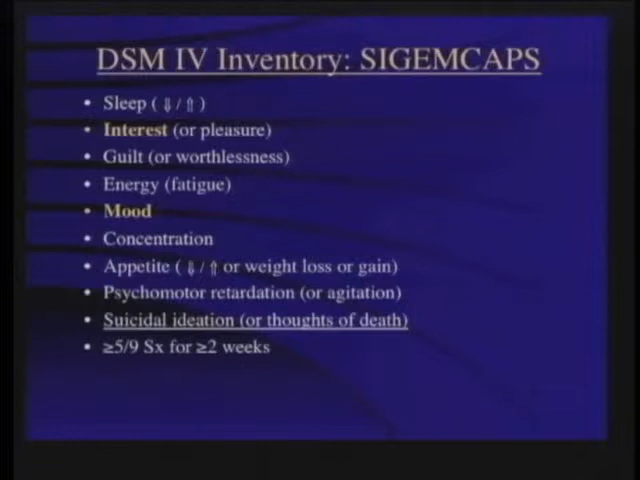 DSM IV Inventory: SIGEMCAPS
• Sleep (⇓/⇑)
• Interest (or pleasure)
• Guilt (or worthlessness)
• Energy (fatigue)
• Mood
• Concentration
• Appetite (⇓/⇑ or weight loss or gain)
• Psychomotor retardation (or agitation)
• Suicidal ideation (or thoughts of death)
• ≥5/9 Sx for ≥2 weeks